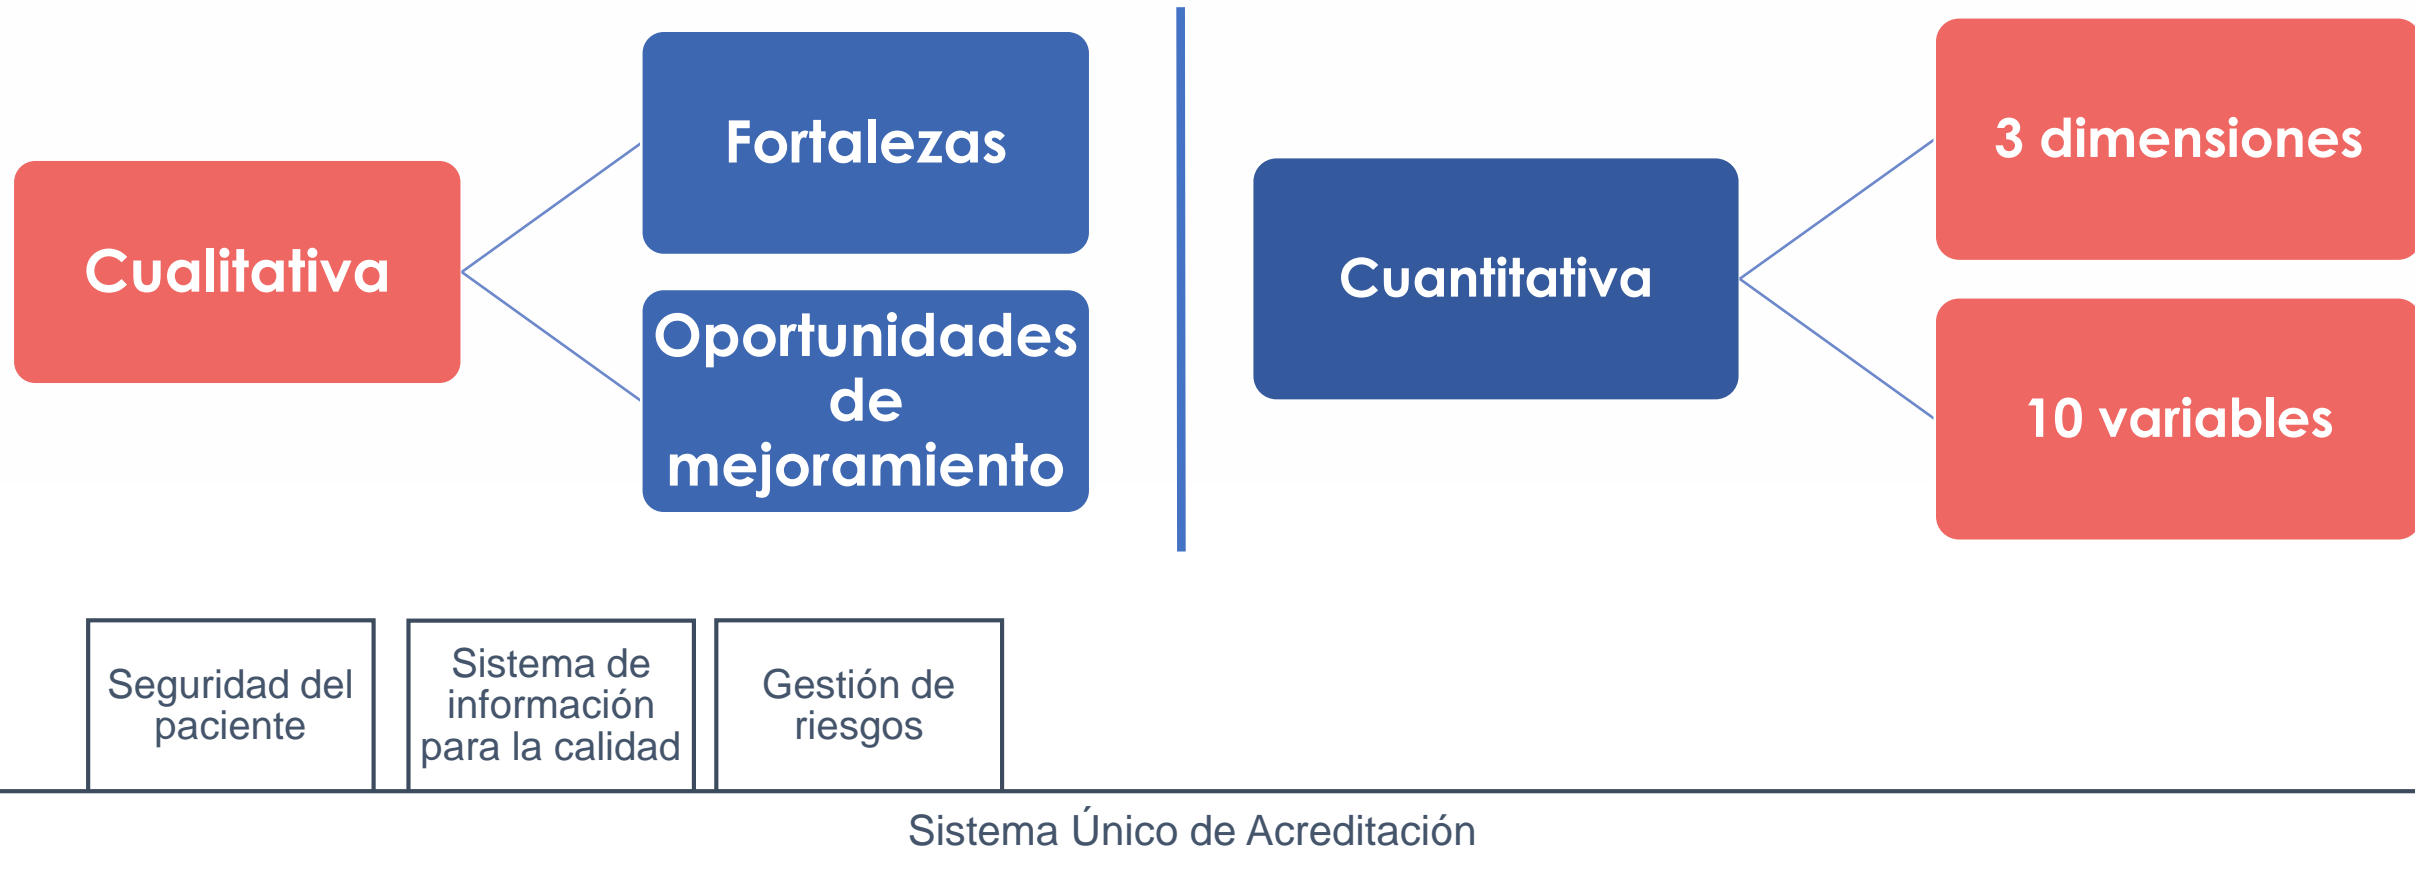 Cualitativa
Fortalezas
Oportunidades
de
mejoramiento
Cuantitativa
3 dimensiones
10 variables
Seguridad del
paciente
Sistema de
información
para la calidad
Gestión de
riesgos
Sistema Único de Acreditación